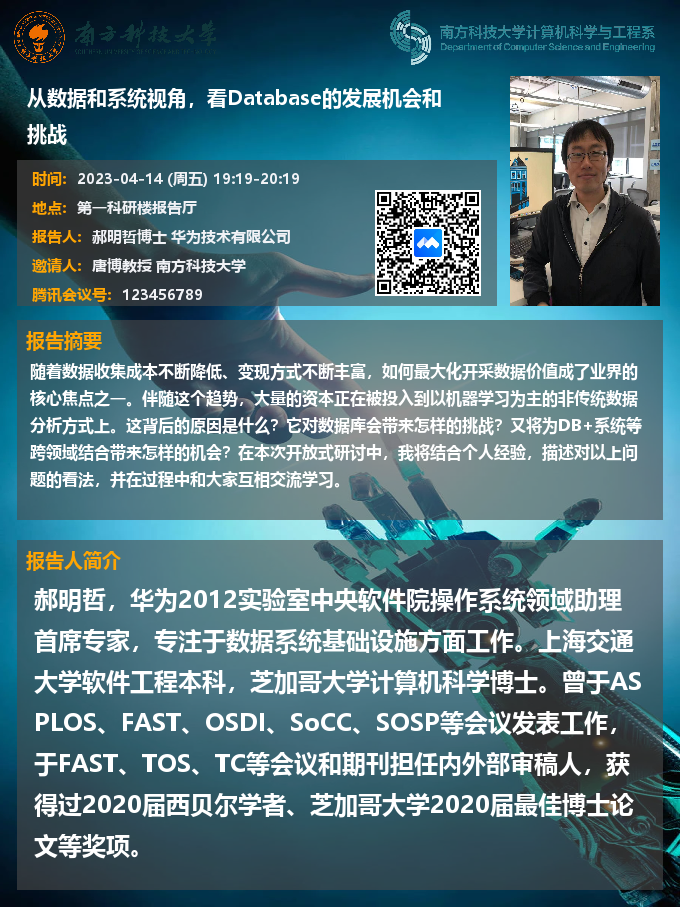 南方科技大学
南方科技大学计算机科学与工程系
Department of Computer Science and Engineering
从数据和系统视角，看Database的发展机会和
挑战
时间：2023-04-14 (周五) 19:19-20:19
地点：第一科研楼报告厅
报告人：郝明哲博士 华为技术有限公司
邀请人：唐博教授 南方科技大学
腾讯会议号：123456789
报告摘要
随着数据收集成本不断降低、变现方式不断丰富，如何最大化开采数据价值成了业界的
核心焦点之一。伴随这个趋势，大量的资本正在被投入到以机器学习为主的非传统数据
分析方式上。这背后的原因是什么？它对数据库会带来怎样的挑战？又将为DB+系统等
跨领域结合带来怎样的机会？在本次开放式研讨中，我将结合个人经验，描述对以上问
题的看法，并在过程中和大家互相交流学习。
报告人简介
郝明哲，华为2012实验室中央软件院操作系统领域助理
首席专家，专注于数据系统基础设施方面工作。上海交通
大学软件工程本科，芝加哥大学计算机科学博士。曾于AS
PLOS、FAST、OSDI、SoCC、SOSP等会议发表工作，
于FAST、TOS、TC等会议和期刊担任内外部审稿人，获
得过2020届西贝尔学者、芝加哥大学2020届最佳博士论
文等奖项。